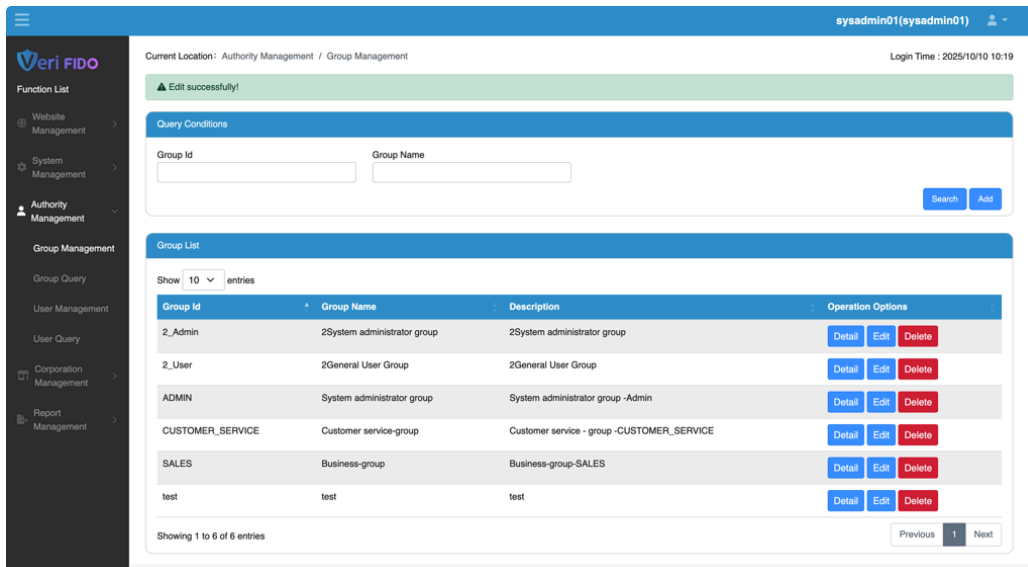 sysadmin01(sysadmin01)
Veri FIDO
Function List
Website
Management
System
Management
Authority
Management
Group Management
Group Query
User Management
User Query
Corporation
Management
Report
Management
Current Location: Authority Management / Group Management
Login Time : 2025/10/10 10:19
Edit successfully!
Query Conditions
Group Id Group Name
Search Add
Group List
Show 10 entries
Group Id Group Name Description Operation Options
2_Admin 2System administrator group 2System administrator group Detail Edit Delete
2_User 2General User Group 2General User Group Detail Edit Delete
ADMIN System administrator group System administrator group -Admin Detail Edit Delete
CUSTOMER_SERVICE Customer service-group Customer service - group -CUSTOMER_SERVICE Detail Edit Delete
SALES Business-group Business-group-SALES Detail Edit Delete
test test test Detail Edit Delete
Showing 1 to 6 of 6 entries
Previous 1 Next